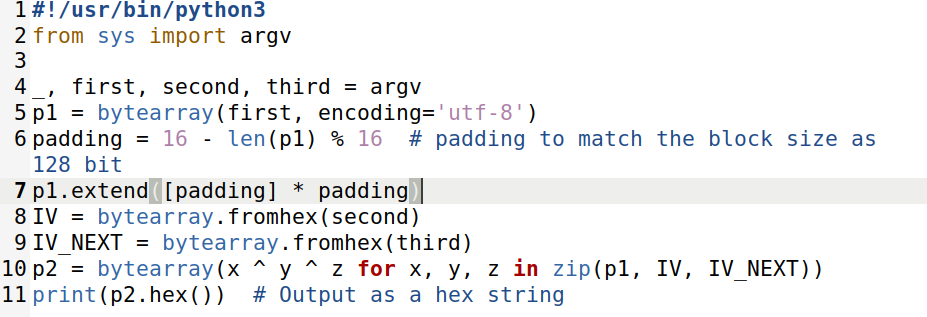 1 #!/usr/bin/python3
2 from sys import argv
3
4 _, first, second, third = argv
5 p1 = bytearray(first, encoding='utf-8')
6 padding = 16 - len(p1) % 16  # padding to match the block size as
128 bit
7 p1.extend([padding] * padding)
8 IV = bytearray.fromhex(second)
9 IV_NEXT = bytearray.fromhex(third)
10 p2 = bytearray(x ^ y ^ z for x, y, z in zip(p1, IV, IV_NEXT))
11 print(p2.hex())  # Output as a hex string